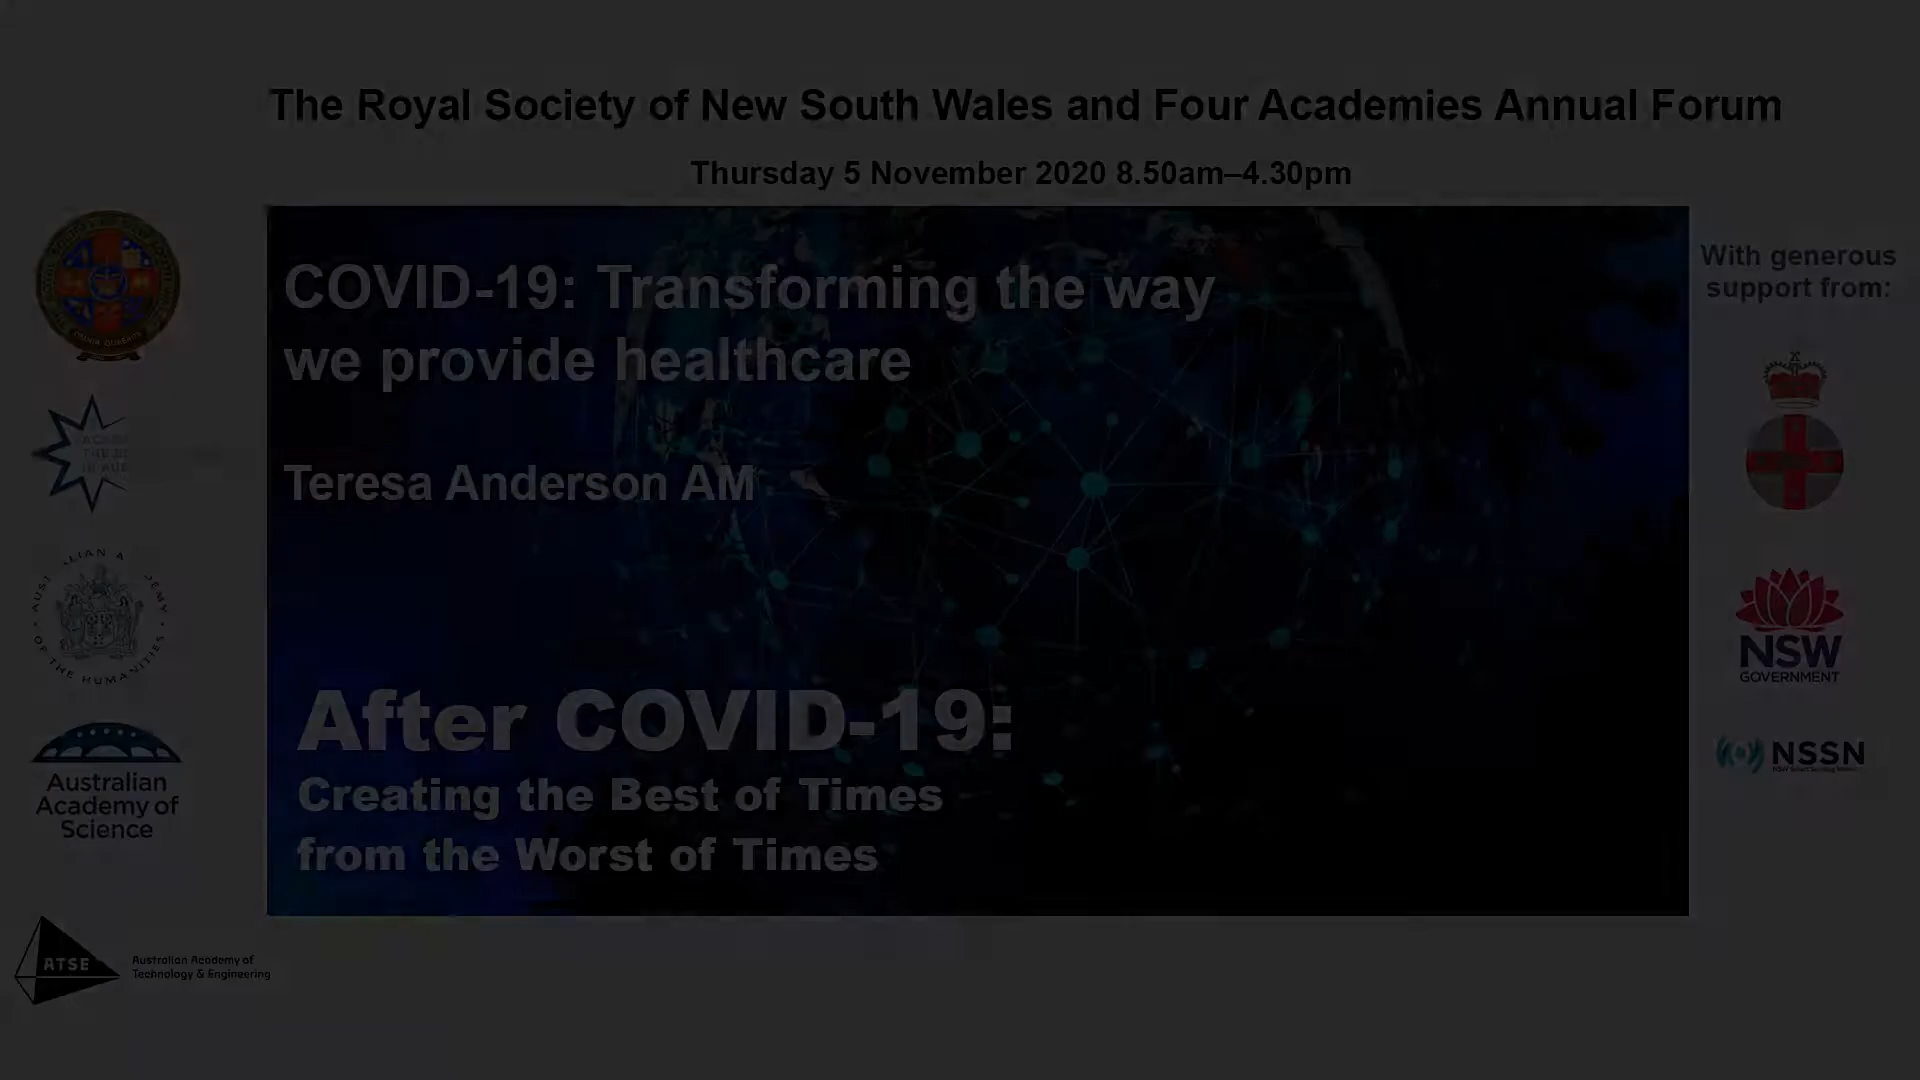 The Royal Society of New South Wales and Four Academies Annual Forum
Thursday 5 November 2020 8.50am–4.30pm
COVID-19: Transforming the way
we provide healthcare
Teresa Anderson AM
After COVID-19:
Creating the Best of Times
from the Worst of Times
With generous
support from:
NSW
GOVERNMENT
NSSN
OF THE HUMANITIES
Australian
Academy of
Science
ATSE
Australian Academy of
Technology & Engineering